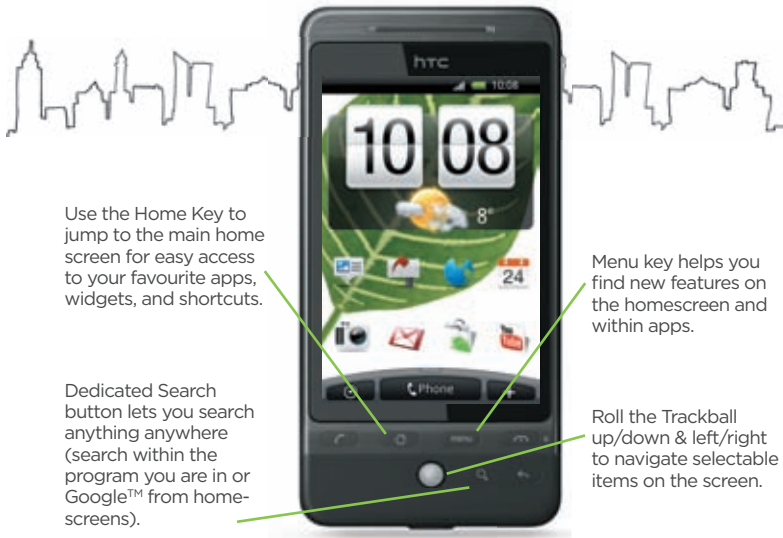 hTC
10:08
10 08
8°
24
You
Tube
Phone
+
menu
Use the Home Key to
jump to the main home
screen for easy access
to your favourite apps,
widgets, and shortcuts.
Dedicated Search
button lets you search
anything anywhere
(search within the
program you are in or
Google™ from home-
screens).
Menu key helps you
find new features on
the homescreen and
within apps.
Roll the Trackball
up/down & left/right
to navigate selectable
items on the screen.